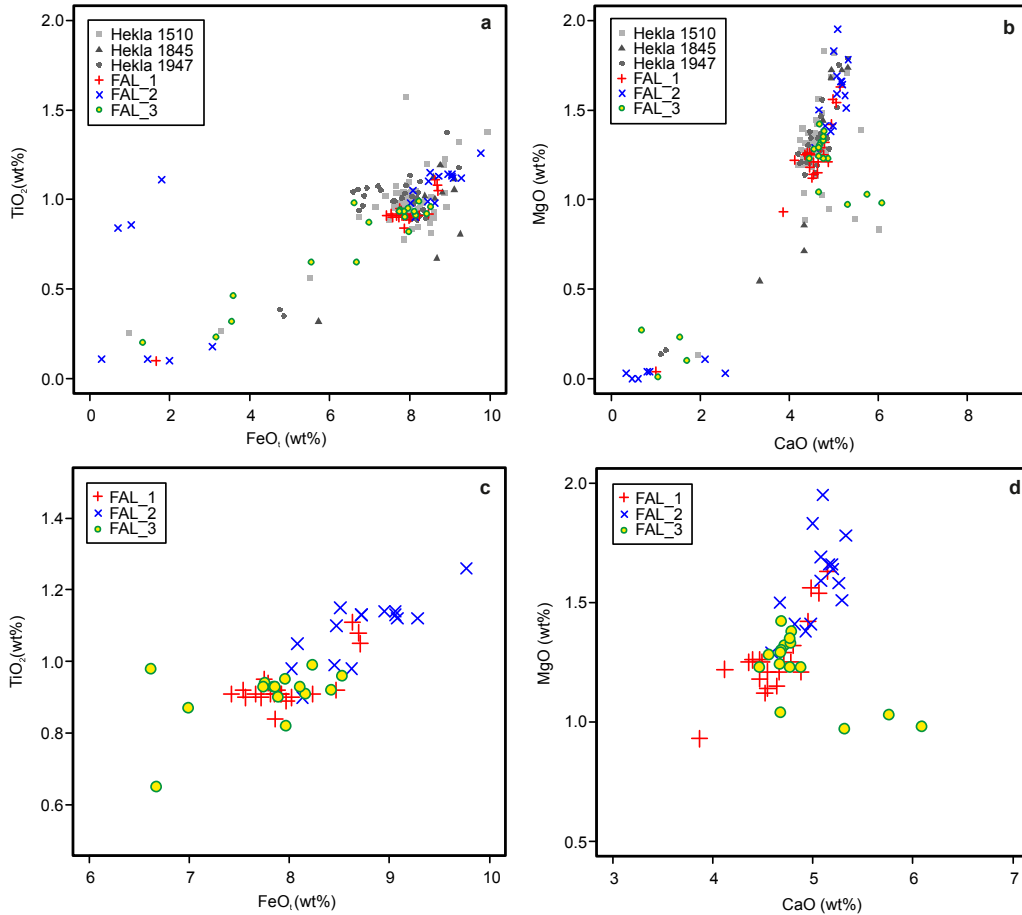 a
Hekla 1510
Hekla 1845
Hekla 1947
FAL_1
FAL_2
FAL_3
2.0
1.5
1.0
0.5
0.0
TiO₂(wt%)
0 2 4 6 8 10
FeOₜ (wt%)
b
Hekla 1510
Hekla 1845
Hekla 1947
FAL_1
FAL_2
FAL_3
2.0
1.5
1.0
0.5
0.0
MgO (wt%)
0 2 4 6 8
CaO (wt%)
c
FAL_1
FAL_2
FAL_3
1.4
1.2
1.0
0.8
0.6
TiO₂(wt%)
6 7 8 9 10
FeOₜ(wt%)
d
FAL_1
FAL_2
FAL_3
2.0
1.5
1.0
0.5
MgO (wt%)
3 4 5 6 7
CaO (wt%)